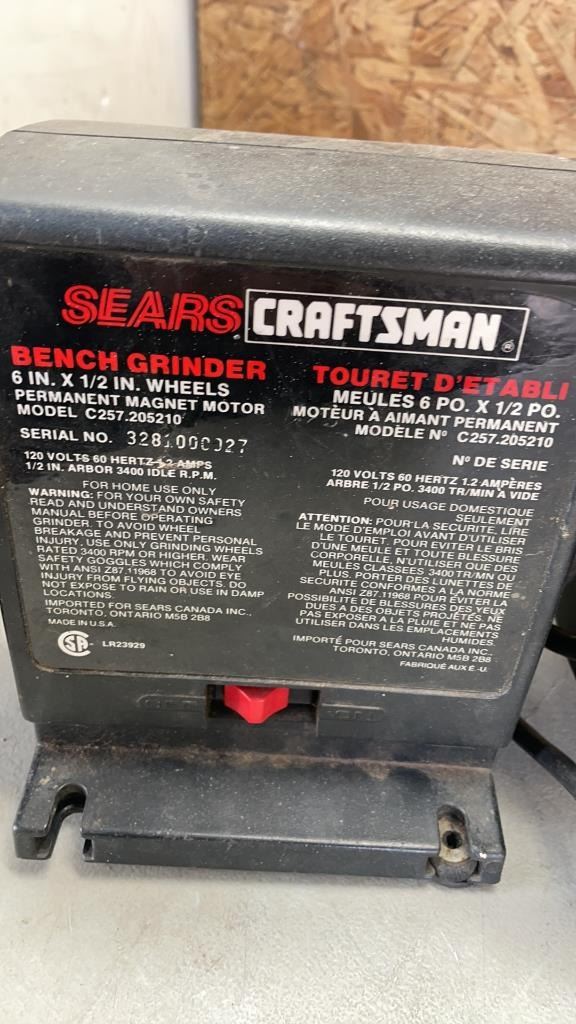 SEARS CRAFTSMAN®
BENCH GRINDER
6 IN. X 1/2 IN. WHEELS
PERMANENT MAGNET MOTOR
MODEL C257.205210
SERIAL NO.
120 VOLTS 60 HERTZ 1.2 AMPS
1/2 IN. ARBOR 3400 IDLE R.P.M.
FOR HOME USE ONLY
WARNING: FOR YOUR OWN SAFETY
READ AND UNDERSTAND OWNERS
MANUAL BEFORE OPERATING
GRINDER. TO AVOID WHEEL
BREAKAGE AND PREVENT PERSONAL
INJURY, USE ONLY GRINDING WHEELS
RATED 3400 RPM OR HIGHER. WEAR
SAFETY GOGGLES WHICH COMPLY
WITH ANSI Z87.11968 TO AVOID EYE
INJURY FROM FLYING OBJECTS. DO
NOT EXPOSE TO RAIN OR USE IN DAMP
LOCATIONS.
IMPORTED FOR SEARS CANADA INC.,
TORONTO, ONTARIO M5B 2B8
MADE IN U.S.A.
SA LR23929
TOURET D'ETABLI
MEULES 6 PO. X 1/2 PO.
MOTEUR À AIMANT PERMANENT
MODÈLE Nº C257.205210
Nº DE SERIE
120 VOLTS 60 HERTZ 1.2 AMPÈRES
ARBRE 1/2 PO. 3400 TR/MIN A VIDE
POUR USAGE DOMESTIQUE
SEULEMENT
ATTENTION: POUR LA SECURITÉ, LIRE
LE MODE D'EMPLOI AVANT D'UTILISER
LE TOURET. POUR EVITER LE BRIS
D'UNE MEULE ET TOUTE BLESSURE
CORPORELLE, N'UTILISER QUE DES
MEULES CLASSÉES 3400 TR/MN OU
PLUS. PORTER DES LUNETTES DE
SECURITÉ CONFORMES A LA NORME
ANSI Z87.11968 POUR ÉVITER LA
POSSIBILITE DE BLESSURES DES YEUX
DUES A DES OBJETS PROJETÉS. NE
PAS EXPOSER A LA PLUIE ET NE PAS
UTILISER DANS LES EMPLACEMENTS
HUMIDES.
IMPORTÉ POUR SEARS CANADA INC.,
TORONTO, ONTARIO M5B 2B8
FABRIQUÉ AUX É.-U.